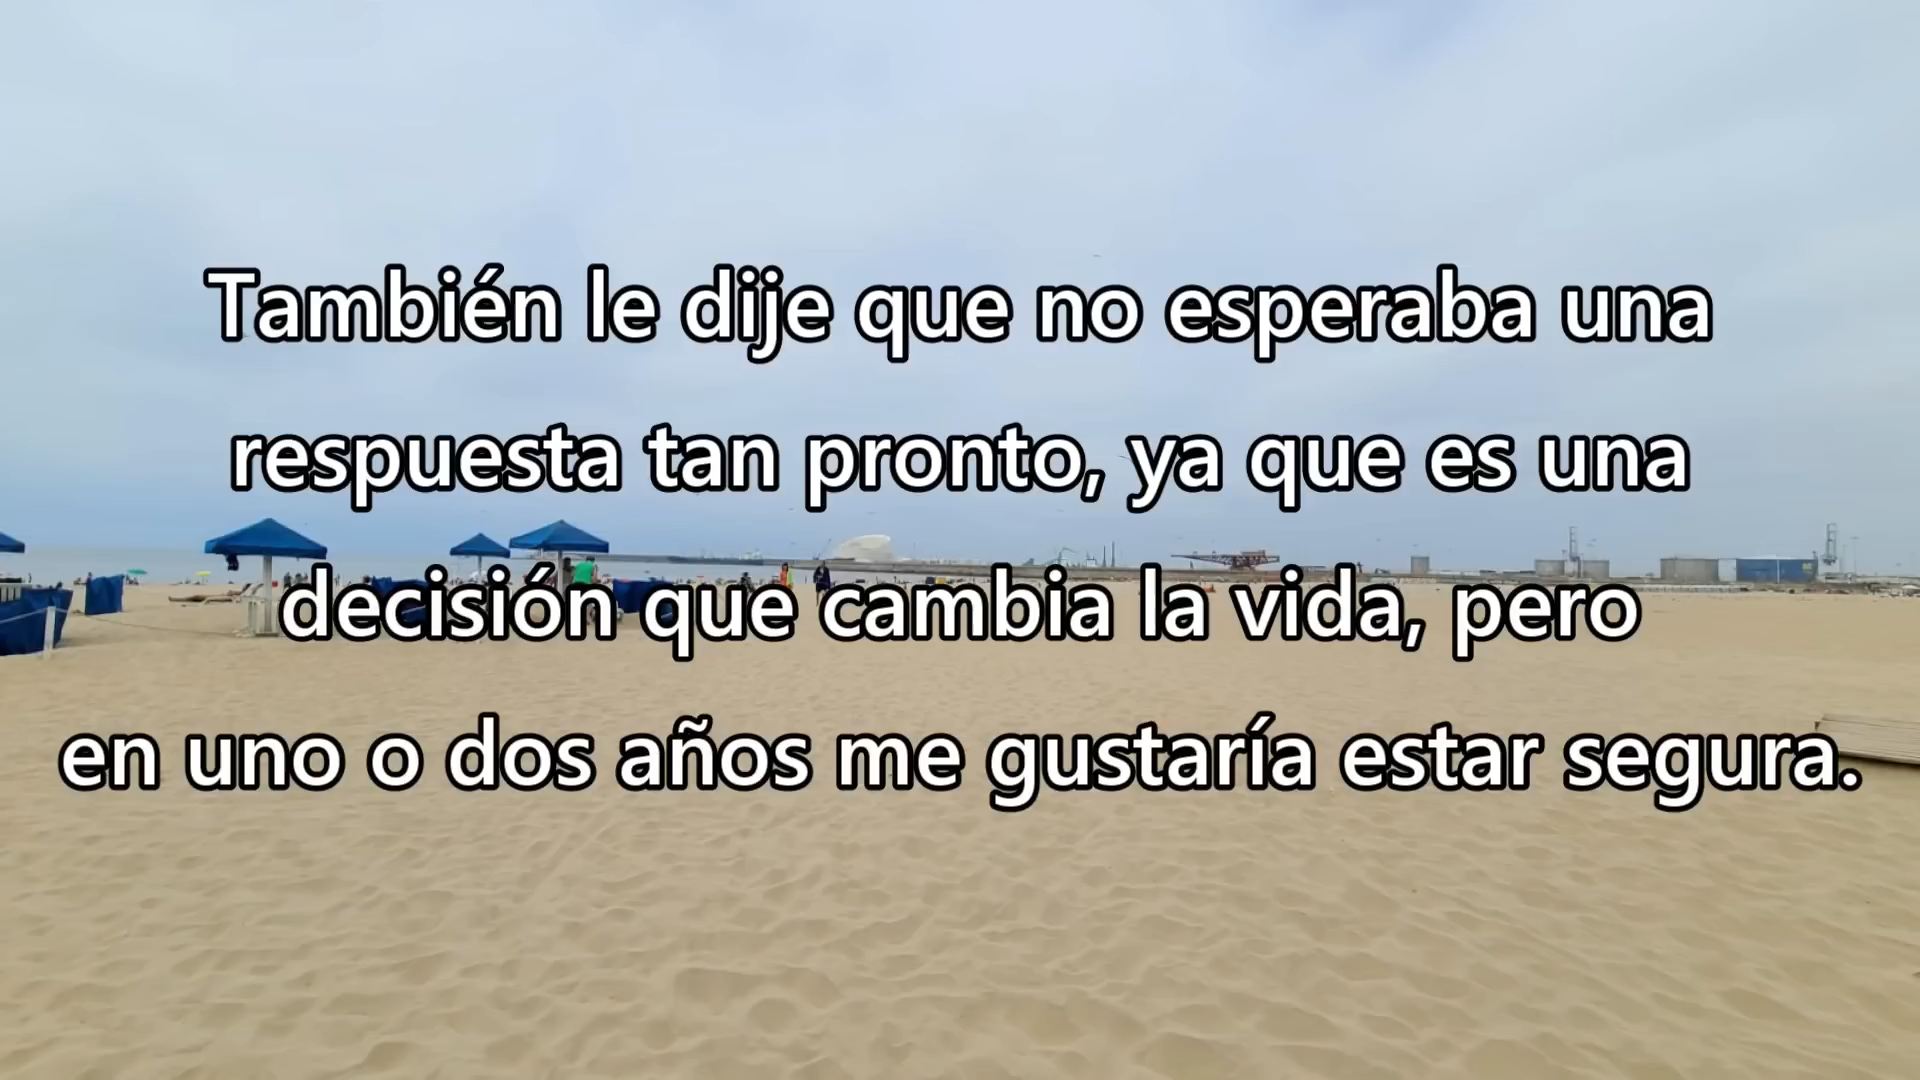 También le dije que no esperaba una
respuesta tan pronto, ya que es una
decisión que cambia la vida, pero
en uno o dos años me gustaría estar segura.